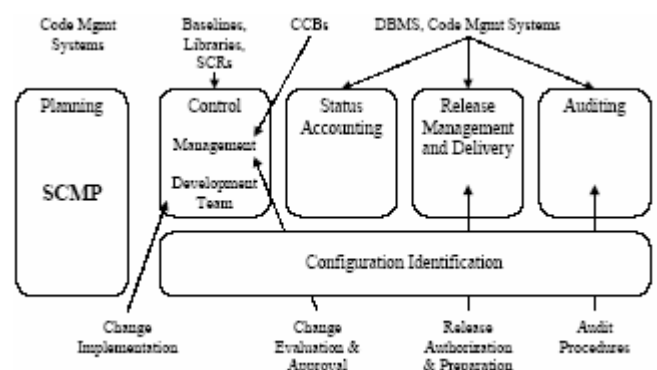 Code Mgmt
Systems
Baselines,
Libraries,
SCRs
CCBs
DBMS, Code Mgmt Systems
Planning
SCMP
Control
Management
Development
Team
Status
Accounting
Release
Management
and Delivery
Auditing
Configuration Identification
Change
Implementation
Change
Evaluation &
Approval
Release
Authorization
& Preparation
Audit
Procedures